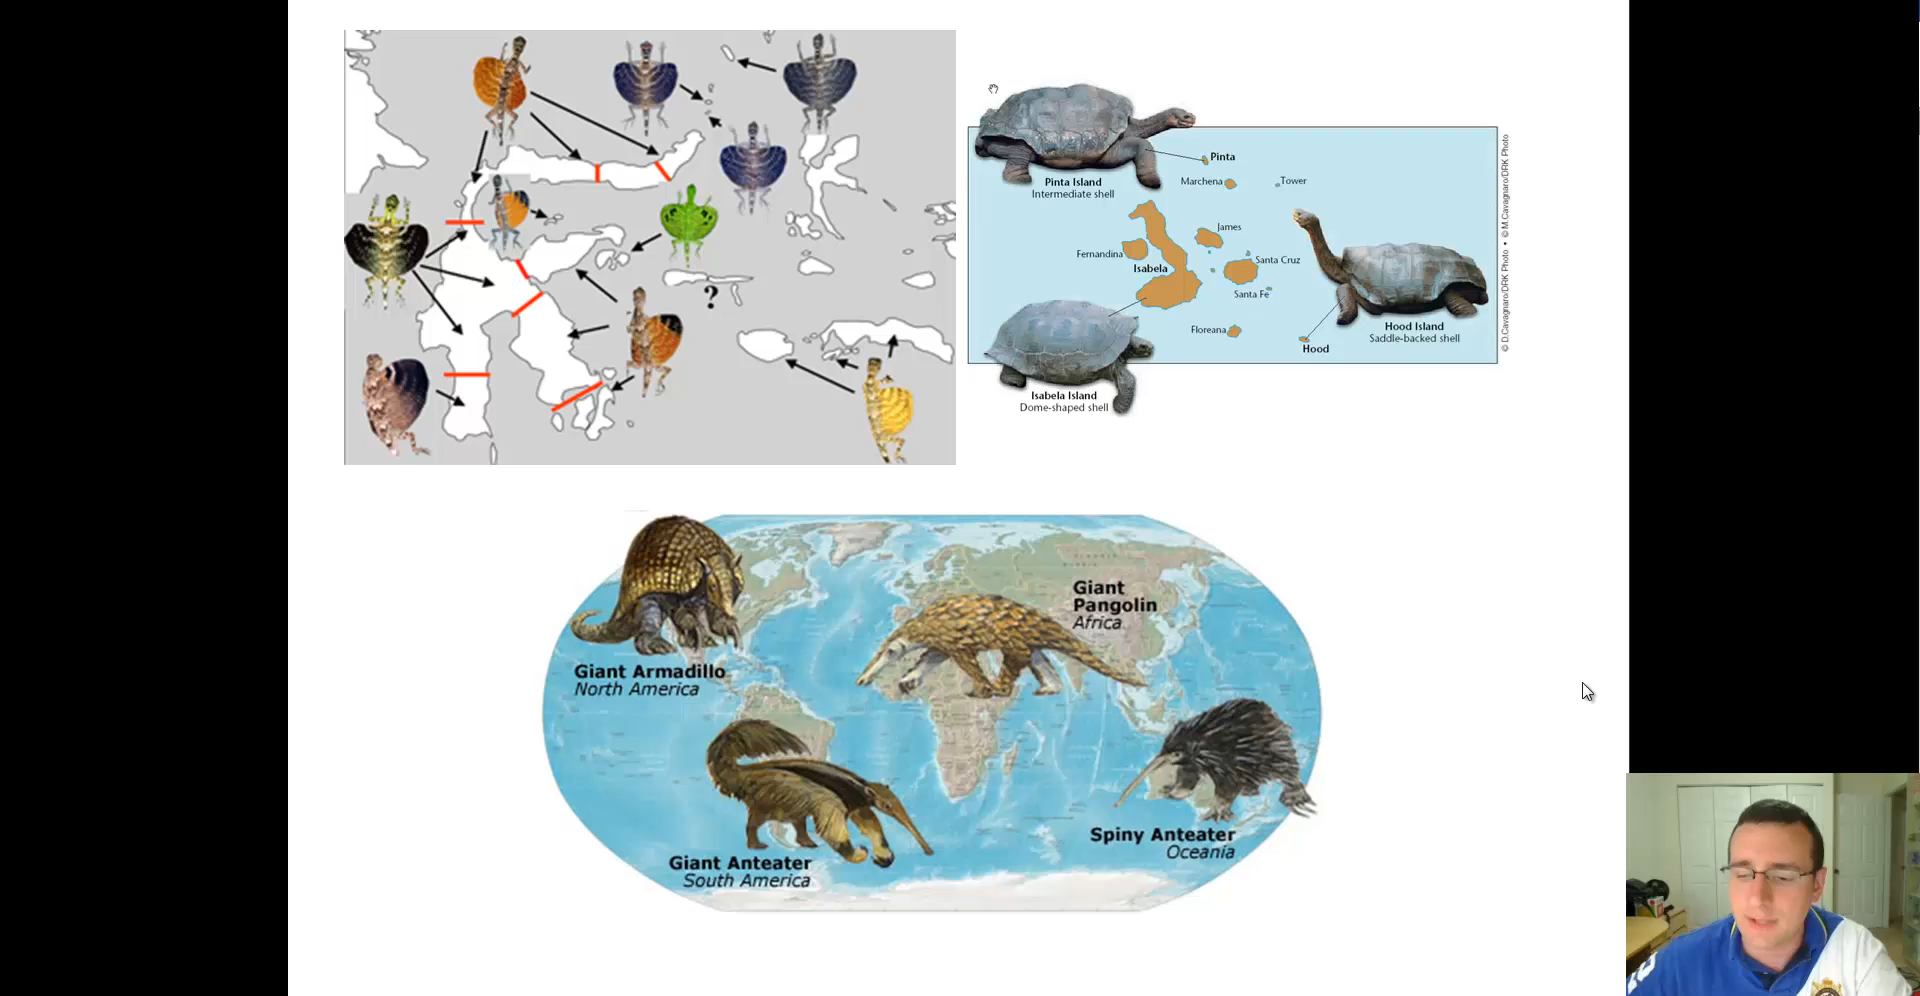 ?
Pinta
Pinta Island
Intermediate shell
Marchena
Tower
James
Fernandina
Isabela
Santa Cruz
Santa Fe
Floreana
Hood Island
Saddle-backed shell
Hood
Isabela Island
Dome-shaped shell
© D.Cavagnaro/DRK Photo • © M.Cavagnaro/DRK Photo
Giant
Pangolin
Africa
Giant Armadillo
North America
Spiny Anteater
Oceania
Giant Anteater
South America